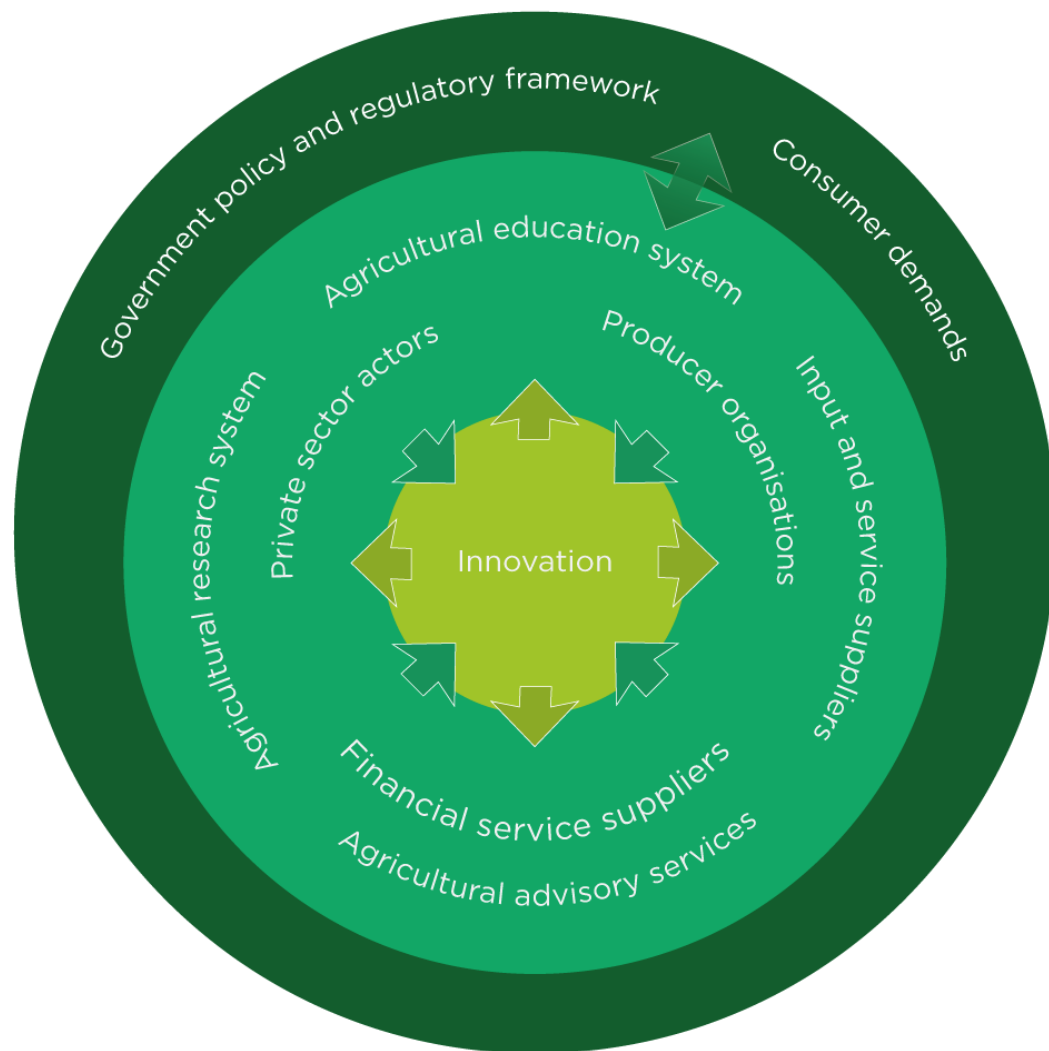 Government policy and regulatory framework
Consumer demands
Agricultural education system
Private sector actors
Producer organisations
Agricultural research system
Input and service suppliers
Innovation
Financial service suppliers
Agricultural advisory services